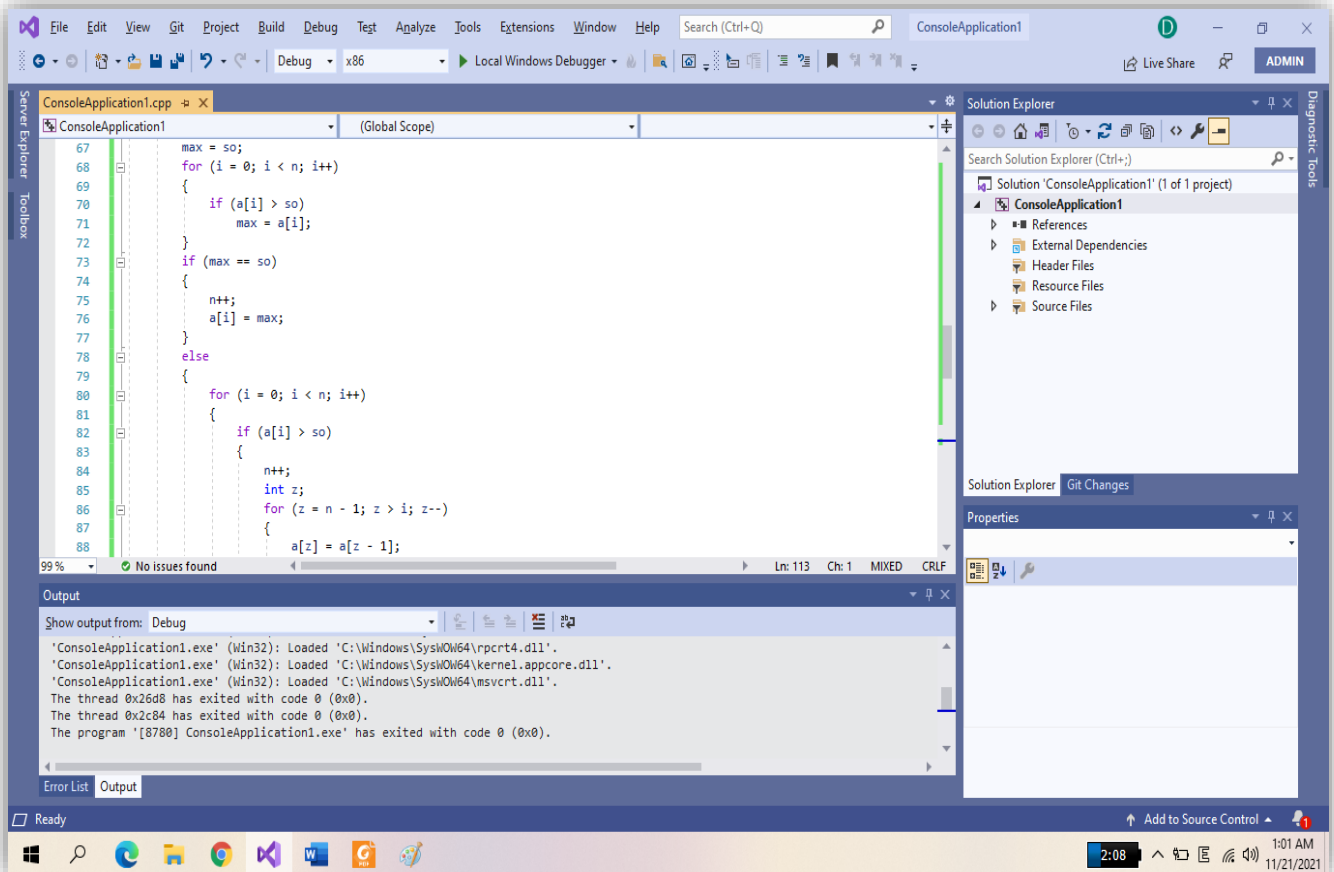 File Edit View Git Project Build Debug Test Analyze Tools Extensions Window Help Search (Ctrl+Q) ConsoleApplication1 D
Debug x86 Local Windows Debugger Live Share ADMIN
Server Explorer
Toolbox
ConsoleApplication1.cpp
ConsoleApplication1 (Global Scope)
67 max = so;
68 for (i = 0; i < n; i++)
69 {
70 if (a[i] > so)
71 max = a[i];
72 }
73 if (max == so)
74 {
75 n++;
76 a[i] = max;
77 }
78 else
79 {
80 for (i = 0; i < n; i++)
81 {
82 if (a[i] > so)
83 {
84 n++;
85 int z;
86 for (z = n - 1; z > i; z--)
87 {
88 a[z] = a[z - 1];
99 % No issues found Ln: 113 Ch: 1 MIXED CRLF
Output
Show output from: Debug
'ConsoleApplication1.exe' (Win32): Loaded 'C:\Windows\SysWOW64\rpcrt4.dll'.
'ConsoleApplication1.exe' (Win32): Loaded 'C:\Windows\SysWOW64\kernel.appcore.dll'.
'ConsoleApplication1.exe' (Win32): Loaded 'C:\Windows\SysWOW64\msvcrt.dll'.
The thread 0x26d8 has exited with code 0 (0x0).
The thread 0x2c84 has exited with code 0 (0x0).
The program '[8780] ConsoleApplication1.exe' has exited with code 0 (0x0).
Error List Output
Solution Explorer
Search Solution Explorer (Ctrl+;)
Solution 'ConsoleApplication1' (1 of 1 project)
ConsoleApplication1
References
External Dependencies
Header Files
Resource Files
Source Files
Solution Explorer Git Changes
Properties
Diagnostic Tools
Ready Add to Source Control 1
2:08 E 1:01 AM
11/21/2021